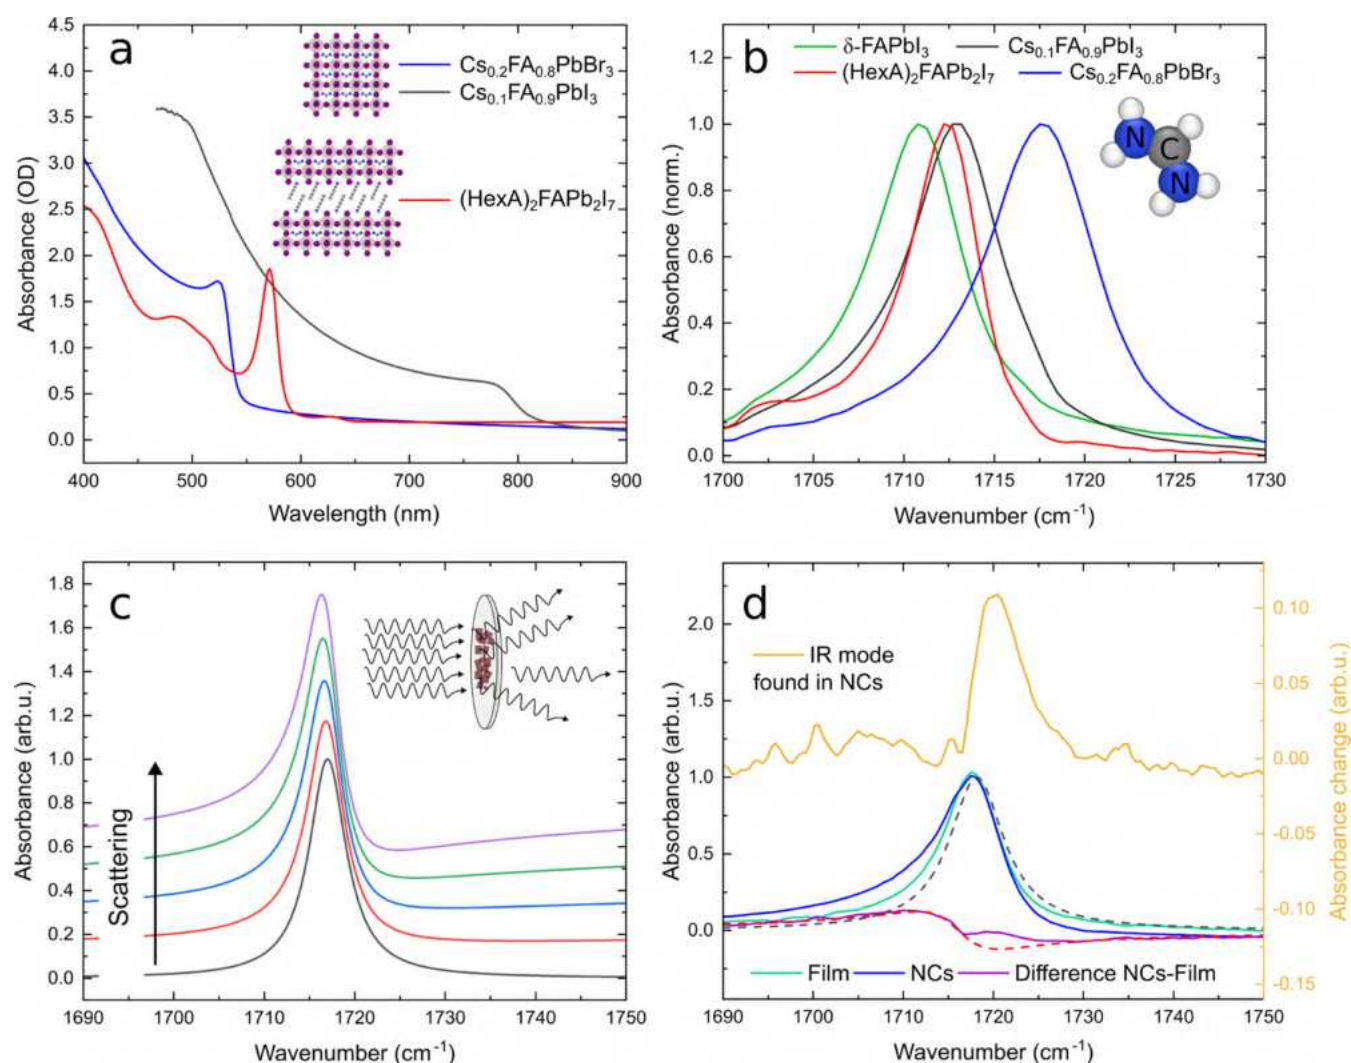 a
Cs₀.₂FA₀.₈PbBr₃
Cs₀.₁FA₀.₉PbI₃
(HexA)₂FAPb₂I₇
Absorbance (OD)
4.5
4.0
3.5
3.0
2.5
2.0
1.5
1.0
0.5
0.0
400 500 600 700 800 900
Wavelength (nm)
b
δ-FAPbI₃ Cs₀.₁FA₀.₉PbI₃
(HexA)₂FAPb₂I₇ Cs₀.₂FA₀.₈PbBr₃
N C
N
Absorbance (norm.)
1.2
1.0
0.8
0.6
0.4
0.2
0.0
1700 1705 1710 1715 1720 1725 1730
Wavenumber (cm⁻¹)
c
Scattering
Absorbance (arb.u.)
1.8
1.6
1.4
1.2
1.0
0.8
0.6
0.4
0.2
0.0
1690 1700 1710 1720 1730 1740 1750
Wavenumber (cm⁻¹)
d
IR mode
found in NCs
Absorbance (arb.u.)
2.0
1.5
1.0
0.5
0.0
Absorbance change (arb.u.)
0.10
0.05
0.00
-0.05
-0.10
-0.15
Film NCs Difference NCs-Film
1690 1700 1710 1720 1730 1740 1750
Wavenumber (cm⁻¹)